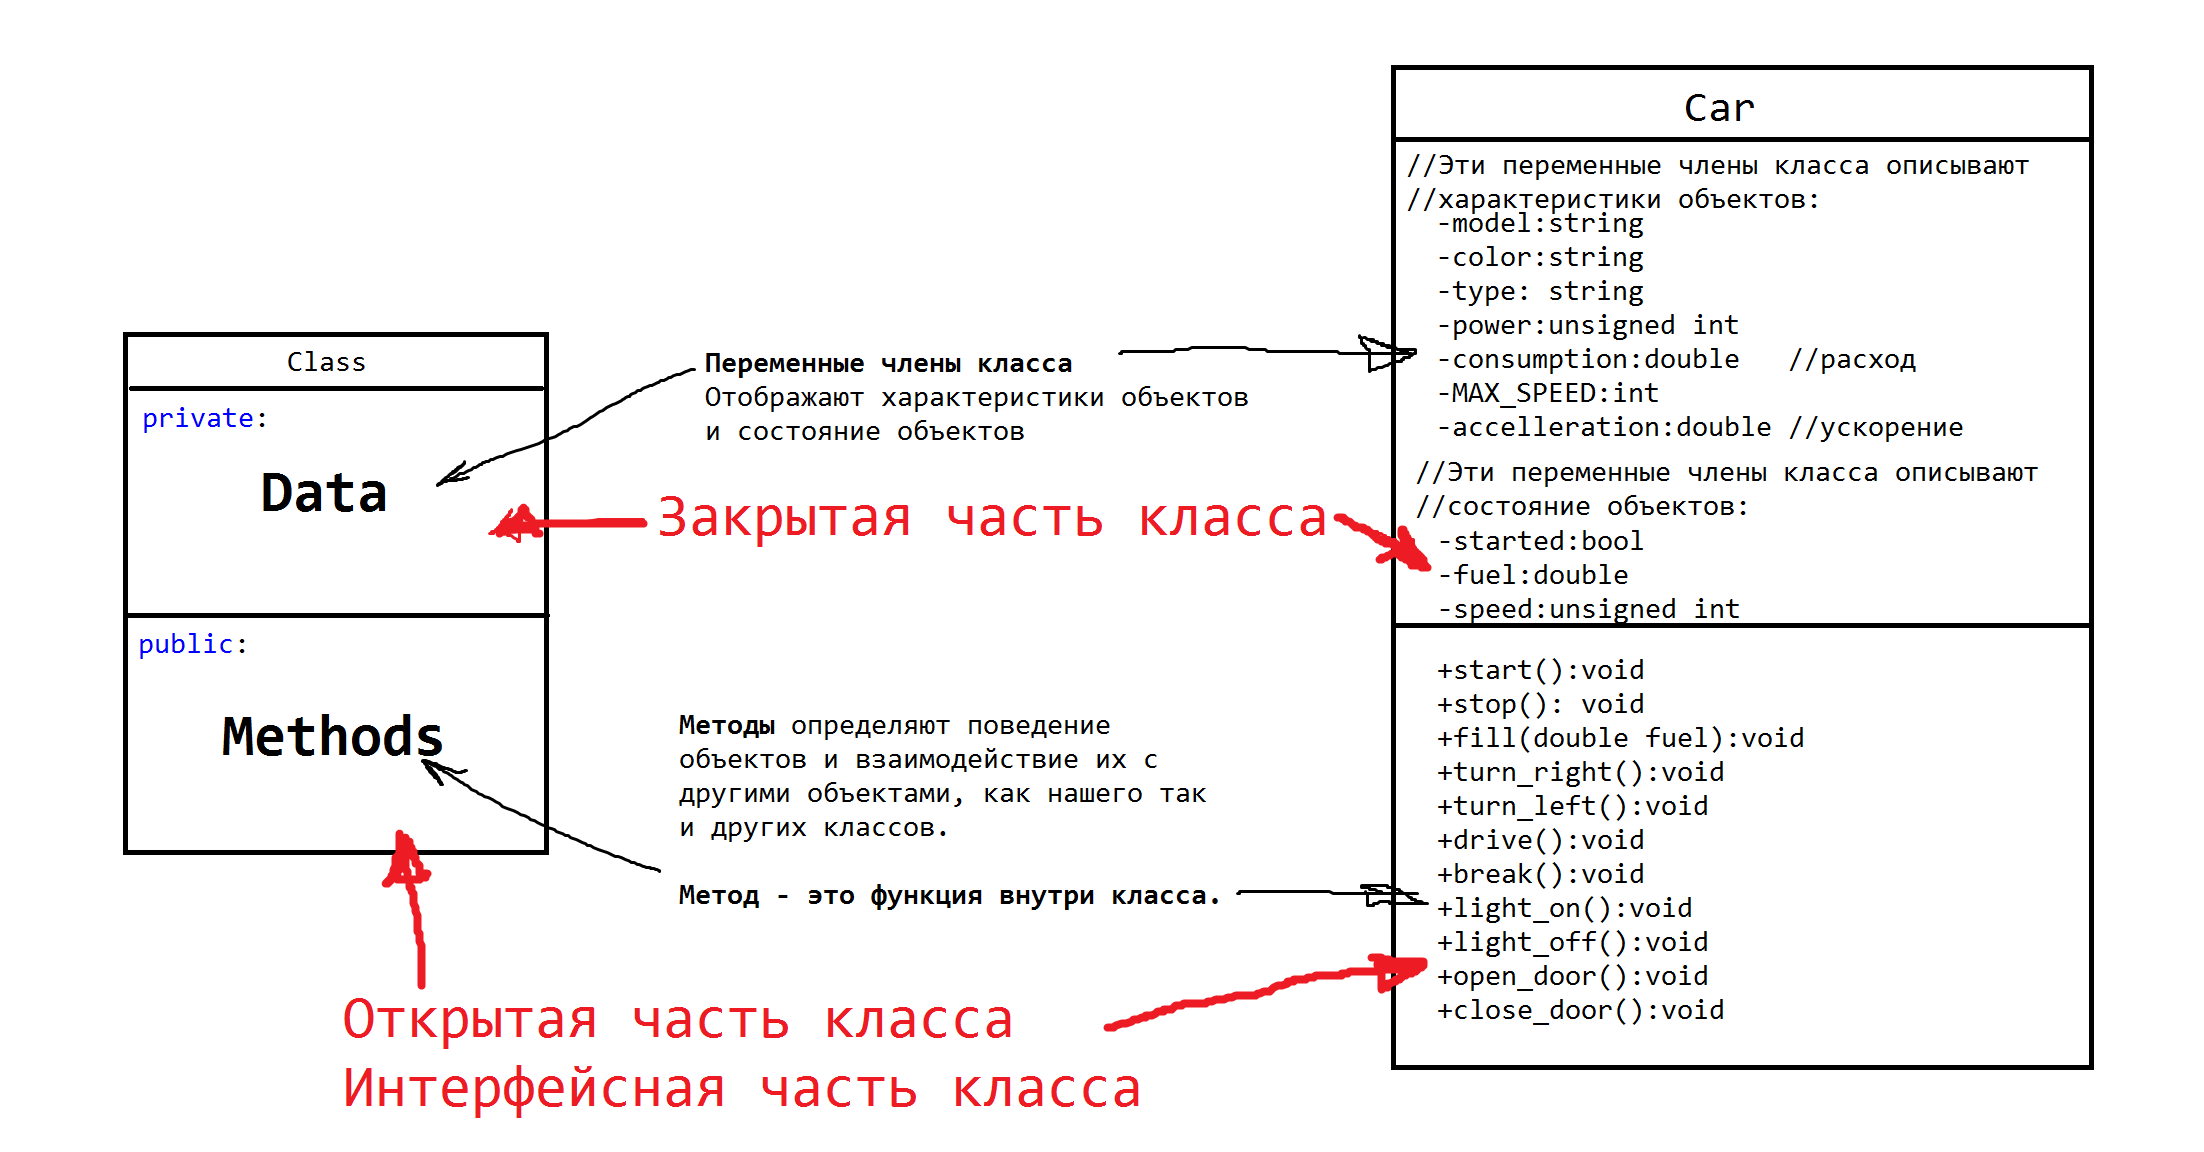 Class
private:
Data
public:
Methods
Переменные члены класса
Отображают характеристики объектов
и состояние объектов
Закрытая часть класса
Методы определяют поведение
объектов и взаимодействие их с
другими объектами, как нашего так
и других классов.
Метод - это функция внутри класса.
Открытая часть класса
Интерфейсная часть класса
Car
//Эти переменные члены класса описывают
//характеристики объектов:
-model:string
-color:string
-type: string
-power:unsigned int
-consumption:double //расход
-MAX_SPEED:int
-accelleration:double //ускорение
//Эти переменные члены класса описывают
//состояние объектов:
-started:bool
-fuel:double
-speed:unsigned int
+start():void
+stop(): void
+fill(double fuel):void
+turn_right():void
+turn_left():void
+drive():void
+break():void
+light_on():void
+light_off():void
+open_door():void
+close_door():void